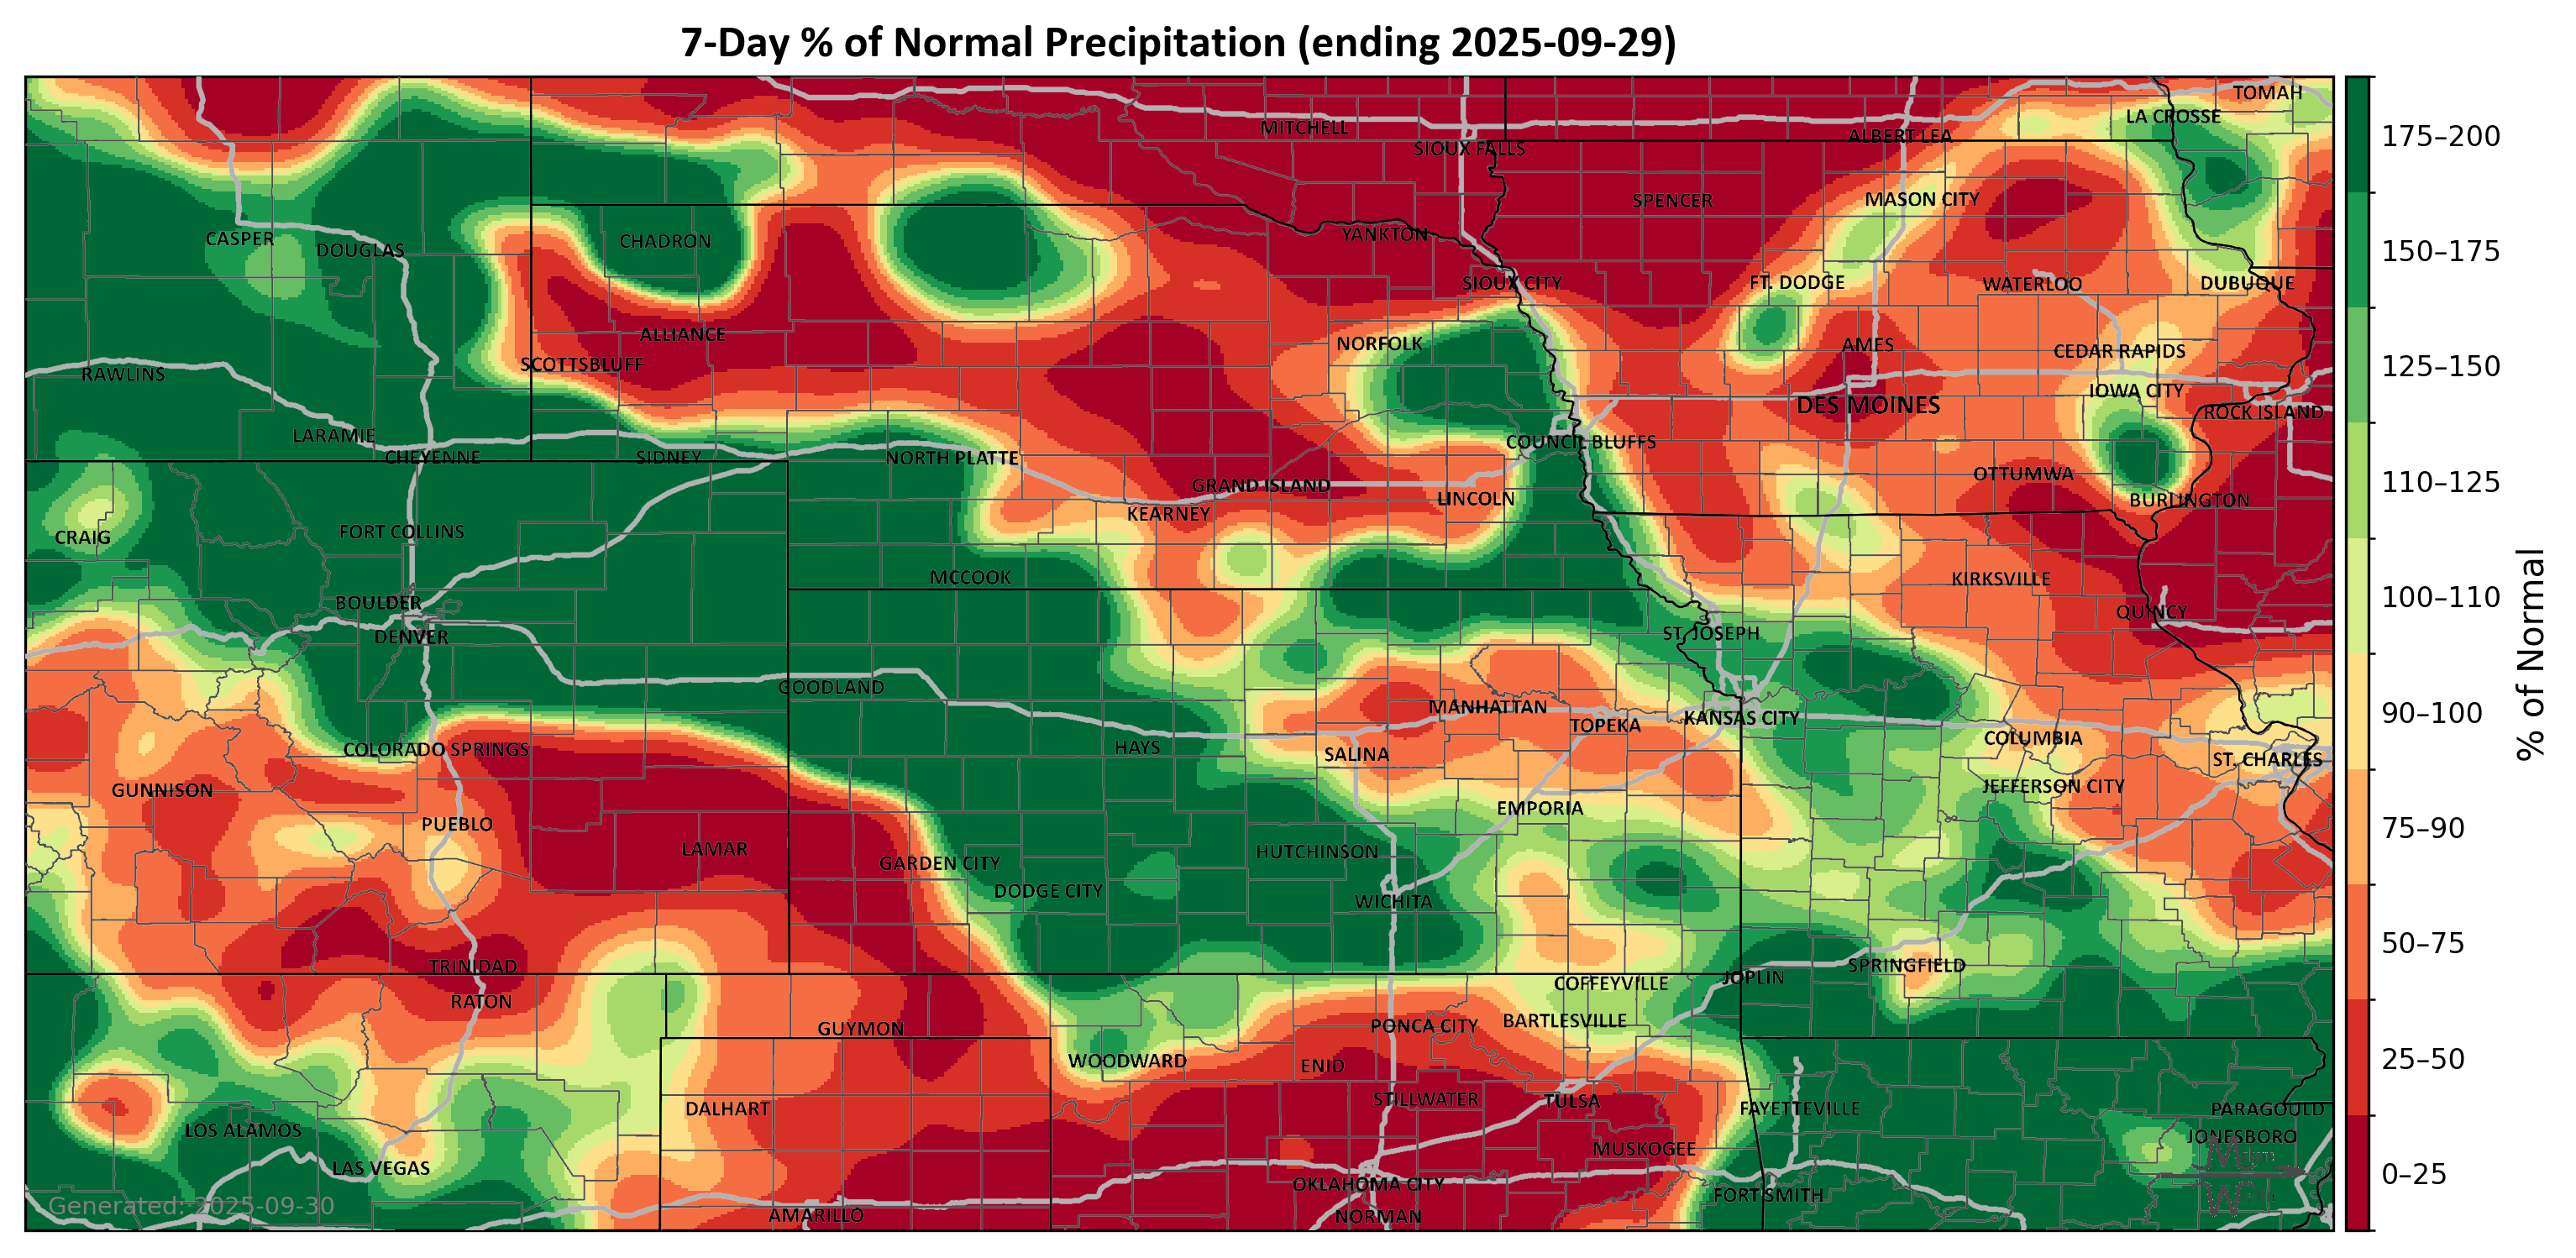 7-Day % of Normal Precipitation (ending 2025-09-29)
TOMAH
LA CROSSE
MITCHELL
ALBERT LEA
SIOUX FALLS
SPENCER
MASON CITY
CASPER
DOUGLAS
CHADRON
YANKTON
SIOUX CITY
FT. DODGE
WATERLOO
DUBUQUE
ALLIANCE
NORFOLK
AMES
CEDAR RAPIDS
SCOTTSBLUFF
RAWLINS
IOWA CITY
DES MOINES
ROCK ISLAND
LARAMIE
COUNCIL BLUFFS
CHEYENNE
SIDNEY
NORTH PLATTE
OTTUMWA
GRAND ISLAND
LINCOLN
BURLINGTON
KEARNEY
FORT COLLINS
CRAIG
MCCOOK
KIRKSVILLE
BOULDER
QUINCY
DENVER
ST. JOSEPH
GOODLAND
MANHATTAN
KANSAS CITY
TOPEKA
COLUMBIA
COLORADO SPRINGS
HAYS
SALINA
ST. CHARLES
GUNNISON
JEFFERSON CITY
EMPORIA
PUEBLO
LAMAR
HUTCHINSON
GARDEN CITY
DODGE CITY
WICHITA
TRINIDAD
SPRINGFIELD
JOPLIN
COFFEYVILLE
RATON
GUYMON
PONCA CITY
BARTLESVILLE
WOODWARD
ENID
STILLWATER
TULSA
DALHART
FAYETTEVILLE
PARAGOULD
LOS ALAMOS
JONESBORO
MUSKOGEE
LAS VEGAS
OKLAHOMA CITY
FORT SMITH
AMARILLO
NORMAN
Generated: 2025-09-30
175–200
150–175
125–150
110–125
100–110
90–100
75–90
50–75
25–50
0–25
% of Normal